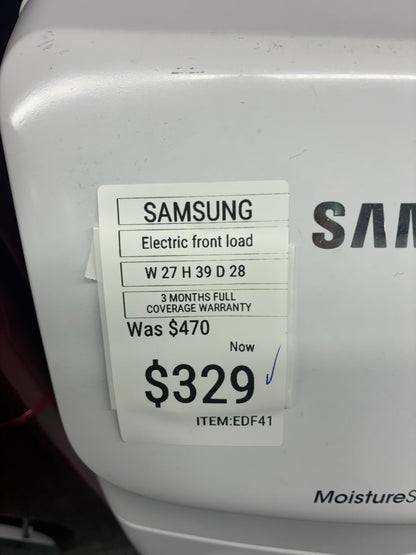 SAMSUNG
Electric front load
W 27 H 39 D 28
3 MONTHS FULL
COVERAGE WARRANTY
Was $470
Now
$329
ITEM:EDF41
SAM
MoistureS